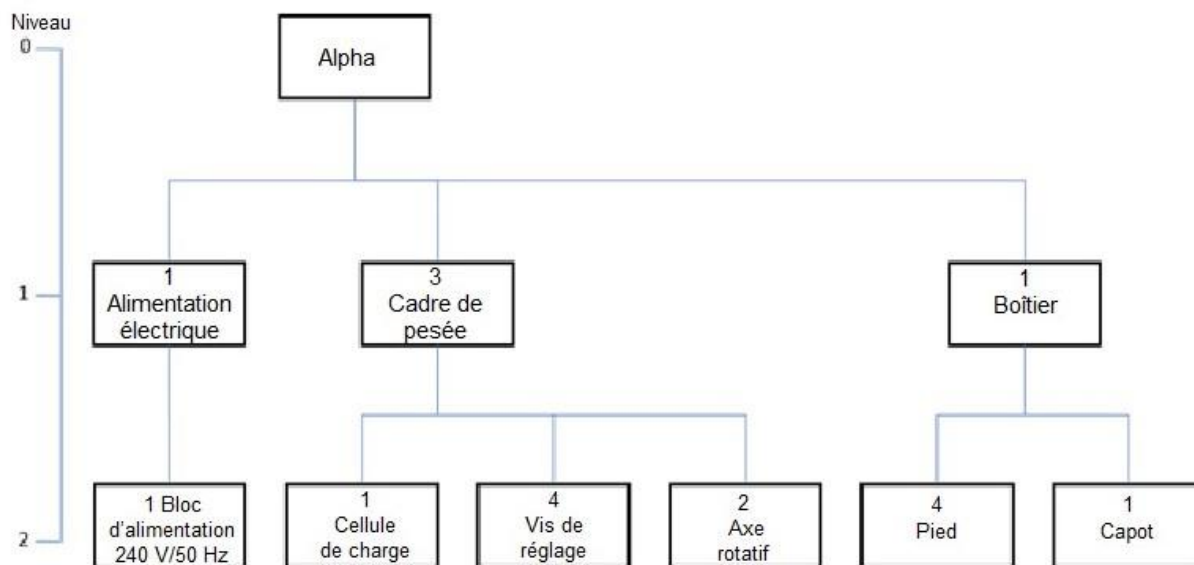 Niveau
0
Alpha
1
1
Alimentation
électrique
3
Cadre de
pesée
1
Boîtier
2
1 Bloc
d'alimentation
240 V/50 Hz
1
Cellule
de charge
4
Vis de
réglage
2
Axe
rotatif
4
Pied
1
Capot